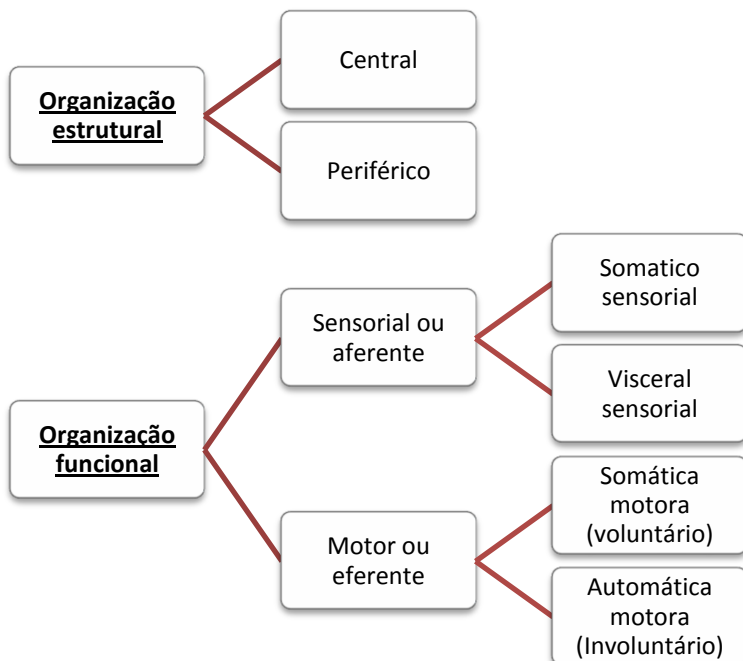 Central
Organização
estrutural
Periférico
Somatico
sensorial
Sensorial ou
aferente
Visceral
sensorial
Organização
funcional
Somática
motora
(voluntário)
Motor ou
eferente
Automática
motora
(Involuntário)